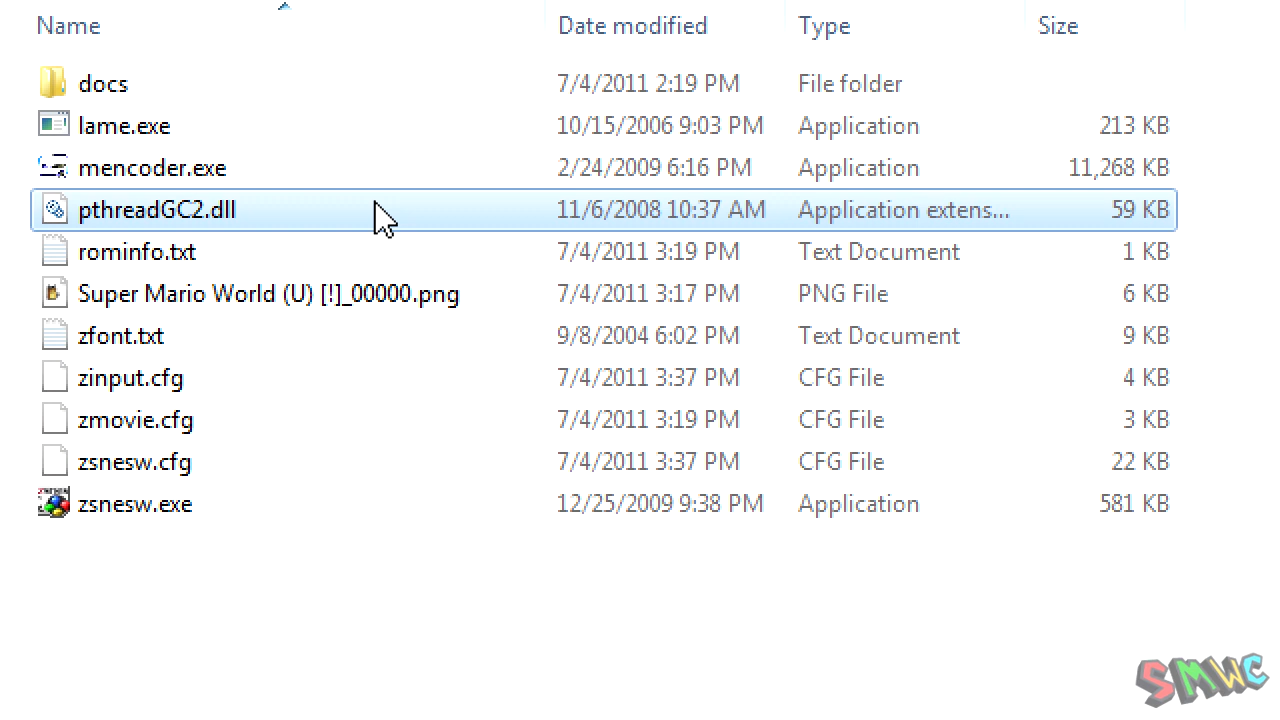 Name Date modified Type Size
docs 7/4/2011 2:19 PM File folder
lame.exe 10/15/2006 9:03 PM Application 213 KB
mencoder.exe 2/24/2009 6:16 PM Application 11,268 KB
pthreadGC2.dll 11/6/2008 10:37 AM Application extens... 59 KB
rominfo.txt 7/4/2011 3:19 PM Text Document 1 KB
Super Mario World (U) [!]_00000.png 7/4/2011 3:17 PM PNG File 6 KB
zfont.txt 9/8/2004 6:02 PM Text Document 9 KB
zinput.cfg 7/4/2011 3:37 PM CFG File 4 KB
zmovie.cfg 7/4/2011 3:19 PM CFG File 3 KB
zsnesw.cfg 7/4/2011 3:37 PM CFG File 22 KB
zsnesw.exe 12/25/2009 9:38 PM Application 581 KB
SMWC